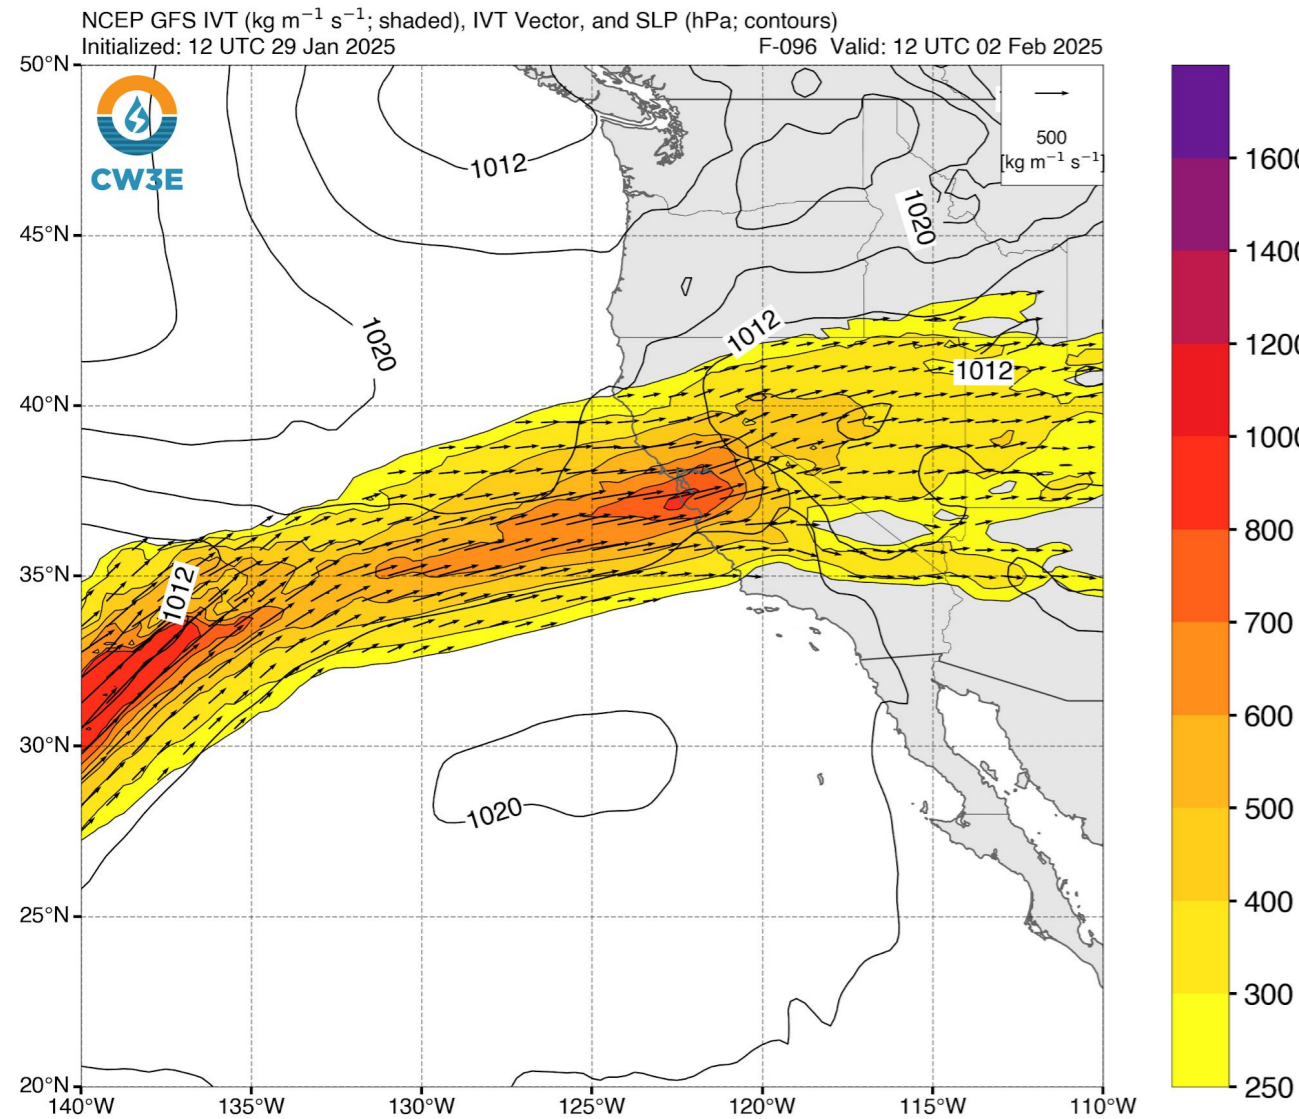 NCEP GFS IVT (kg m⁻¹ s⁻¹; shaded), IVT Vector, and SLP (hPa; contours)
Initialized: 12 UTC 29 Jan 2025
F-096 Valid: 12 UTC 02 Feb 2025
CW3E
500
[kg m⁻¹ s⁻¹]
50°N
45°N
40°N
35°N
30°N
25°N
20°N
1012
1020
1020
1012
1012
1012
1020
140°W
135°W
130°W
125°W
120°W
115°W
110°W
1600
1400
1200
1000
800
700
600
500
400
300
250